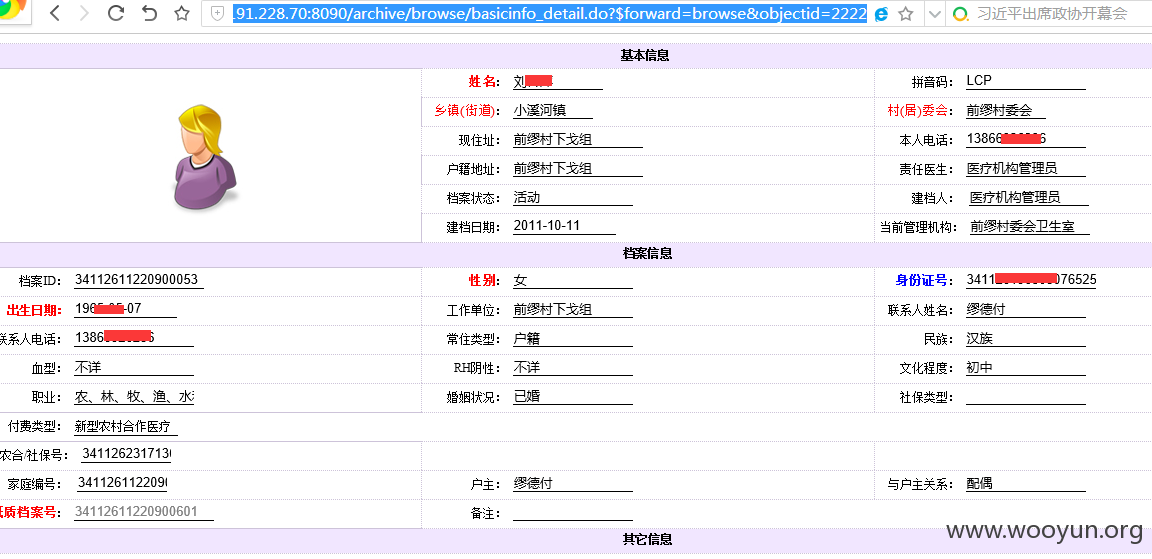 .91.228.70:8090/archive/browse/basicinfo_detail.do?$forward=browse&objectid=2222 习近平出席政协开幕会
基本信息
姓名： 刘 拼音码： LCP
乡镇(街道)： 小溪河镇 村(居)委会： 前缪村委会
现住址： 前缪村下戈组 本人电话： 13866 6
户籍地址： 前缪村下戈组 责任医生： 医疗机构管理员
档案状态： 活动 建档人： 医疗机构管理员
建档日期： 2011-10-11 当前管理机构： 前缪村委会卫生室
档案信息
档案ID： 34112611220900053 性别： 女 身份证号： 3411 076525
出生日期： 196 -07 工作单位： 前缪村下戈组 联系人姓名： 缪德付
联系人电话： 1386 6 常住类型： 户籍 民族： 汉族
血型： 不详 RH阴性： 不详 文化程度： 初中
职业： 农、林、牧、渔、水 婚姻状况： 已婚 社保类型：
付费类型： 新型农村合作医疗
农合/社保号： 3411262317130
家庭编号： 341126112209 户主： 缪德付 与户主关系： 配偶
纸质档案号： 34112611220900601 备注：
其它信息
www.wooyun.org